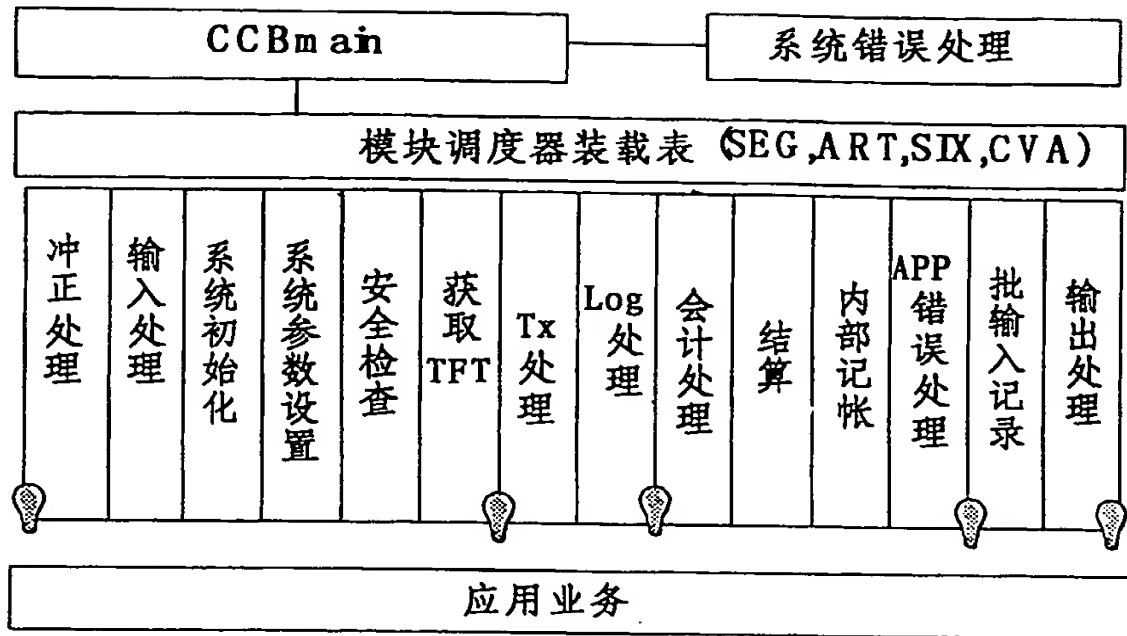 CCBmain
系统错误处理
模块调度器装载表 (SEG,ART,SIX,CVA)
冲正处理
输入处理
系统初始化
系统参数设置
安全检查
获取TFT
Tx处理
Log处理
会计处理
结算
内部记帐
APP错误处理
批输入记录
输出处理
应用业务